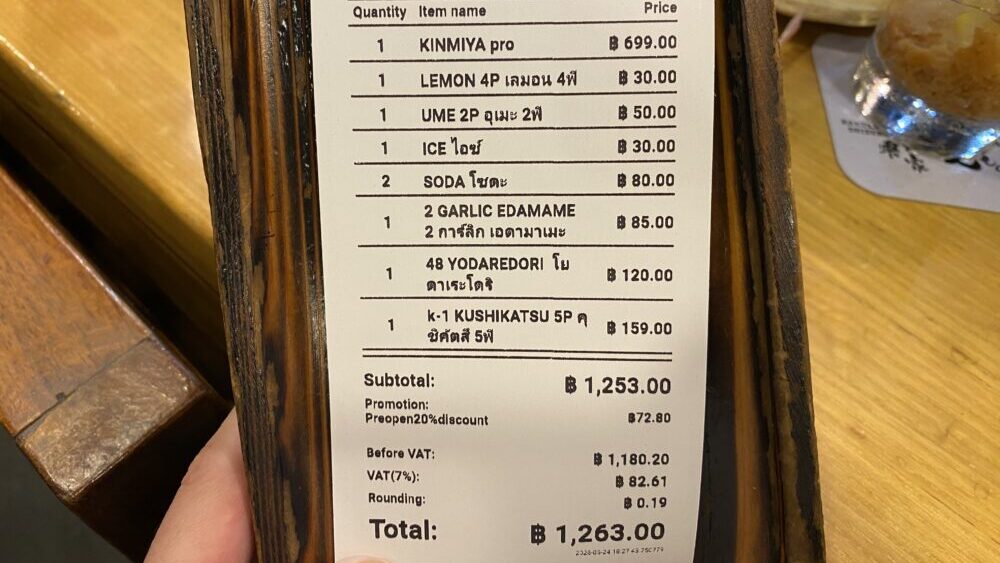 Quantity Item name Price
1 KINMIYA pro ฿ 699.00
1 LEMON 4P เลมอน 4พี ฿ 30.00
1 UME 2P อุเมะ 2พี ฿ 50.00
1 ICE ไอซ์ ฿ 30.00
2 SODA โซดะ ฿ 80.00
2 GARLIC EDAMAME
1 2 การ์ลิก เอดามาเมะ ฿ 85.00
48 YODAREDORI โย
1 ดาเระโดริ ฿ 120.00
k-1 KUSHIKATSU 5P คุ
1 ชิคัตสึ 5พี ฿ 159.00
Subtotal: ฿ 1,253.00
Promotion:
Preopen20%discount ฿72.80
Before VAT: ฿ 1,180.20
VAT(7%): ฿ 82.61
Rounding: ฿ 0.19
Total: ฿ 1,263.00